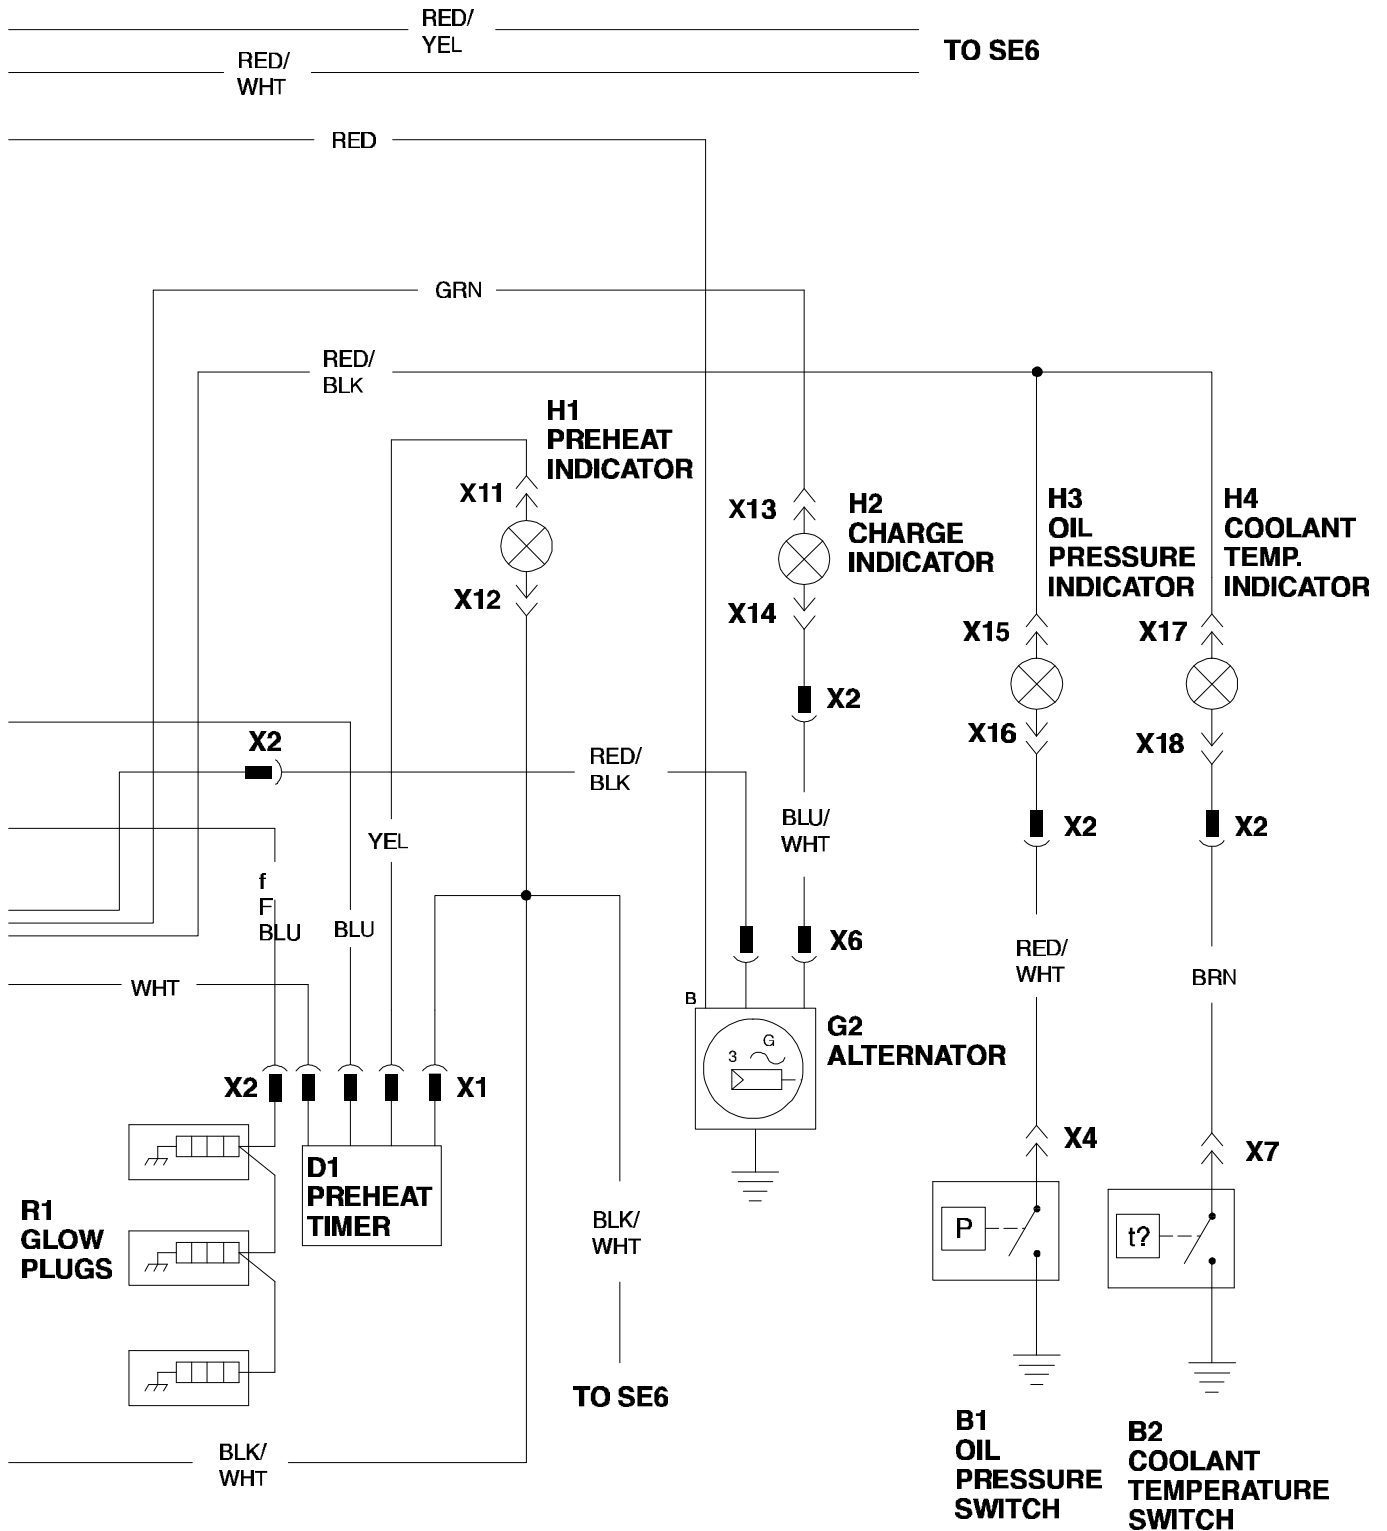 RED/
YEL
TO SE6
RED/
WHT
RED
GRN
RED/
BLK
H1
PREHEAT
INDICATOR
X11
X12
X13
H2
CHARGE
INDICATOR
X14
H3
OIL
PRESSURE
INDICATOR
H4
COOLANT
TEMP.
INDICATOR
X15
X17
X16
X18
X2
X2
RED/
BLK
BLU/
WHT
X2
X2
YEL
f
F
BLU
BLU
X6
RED/
WHT
BRN
WHT
B
G
3
G2
ALTERNATOR
X2
X1
X4
X7
D1
PREHEAT
TIMER
R1
GLOW
PLUGS
BLK/
WHT
P
t?
TO SE6
BLK/
WHT
B1
OIL
PRESSURE
SWITCH
B2
COOLANT
TEMPERATURE
SWITCH